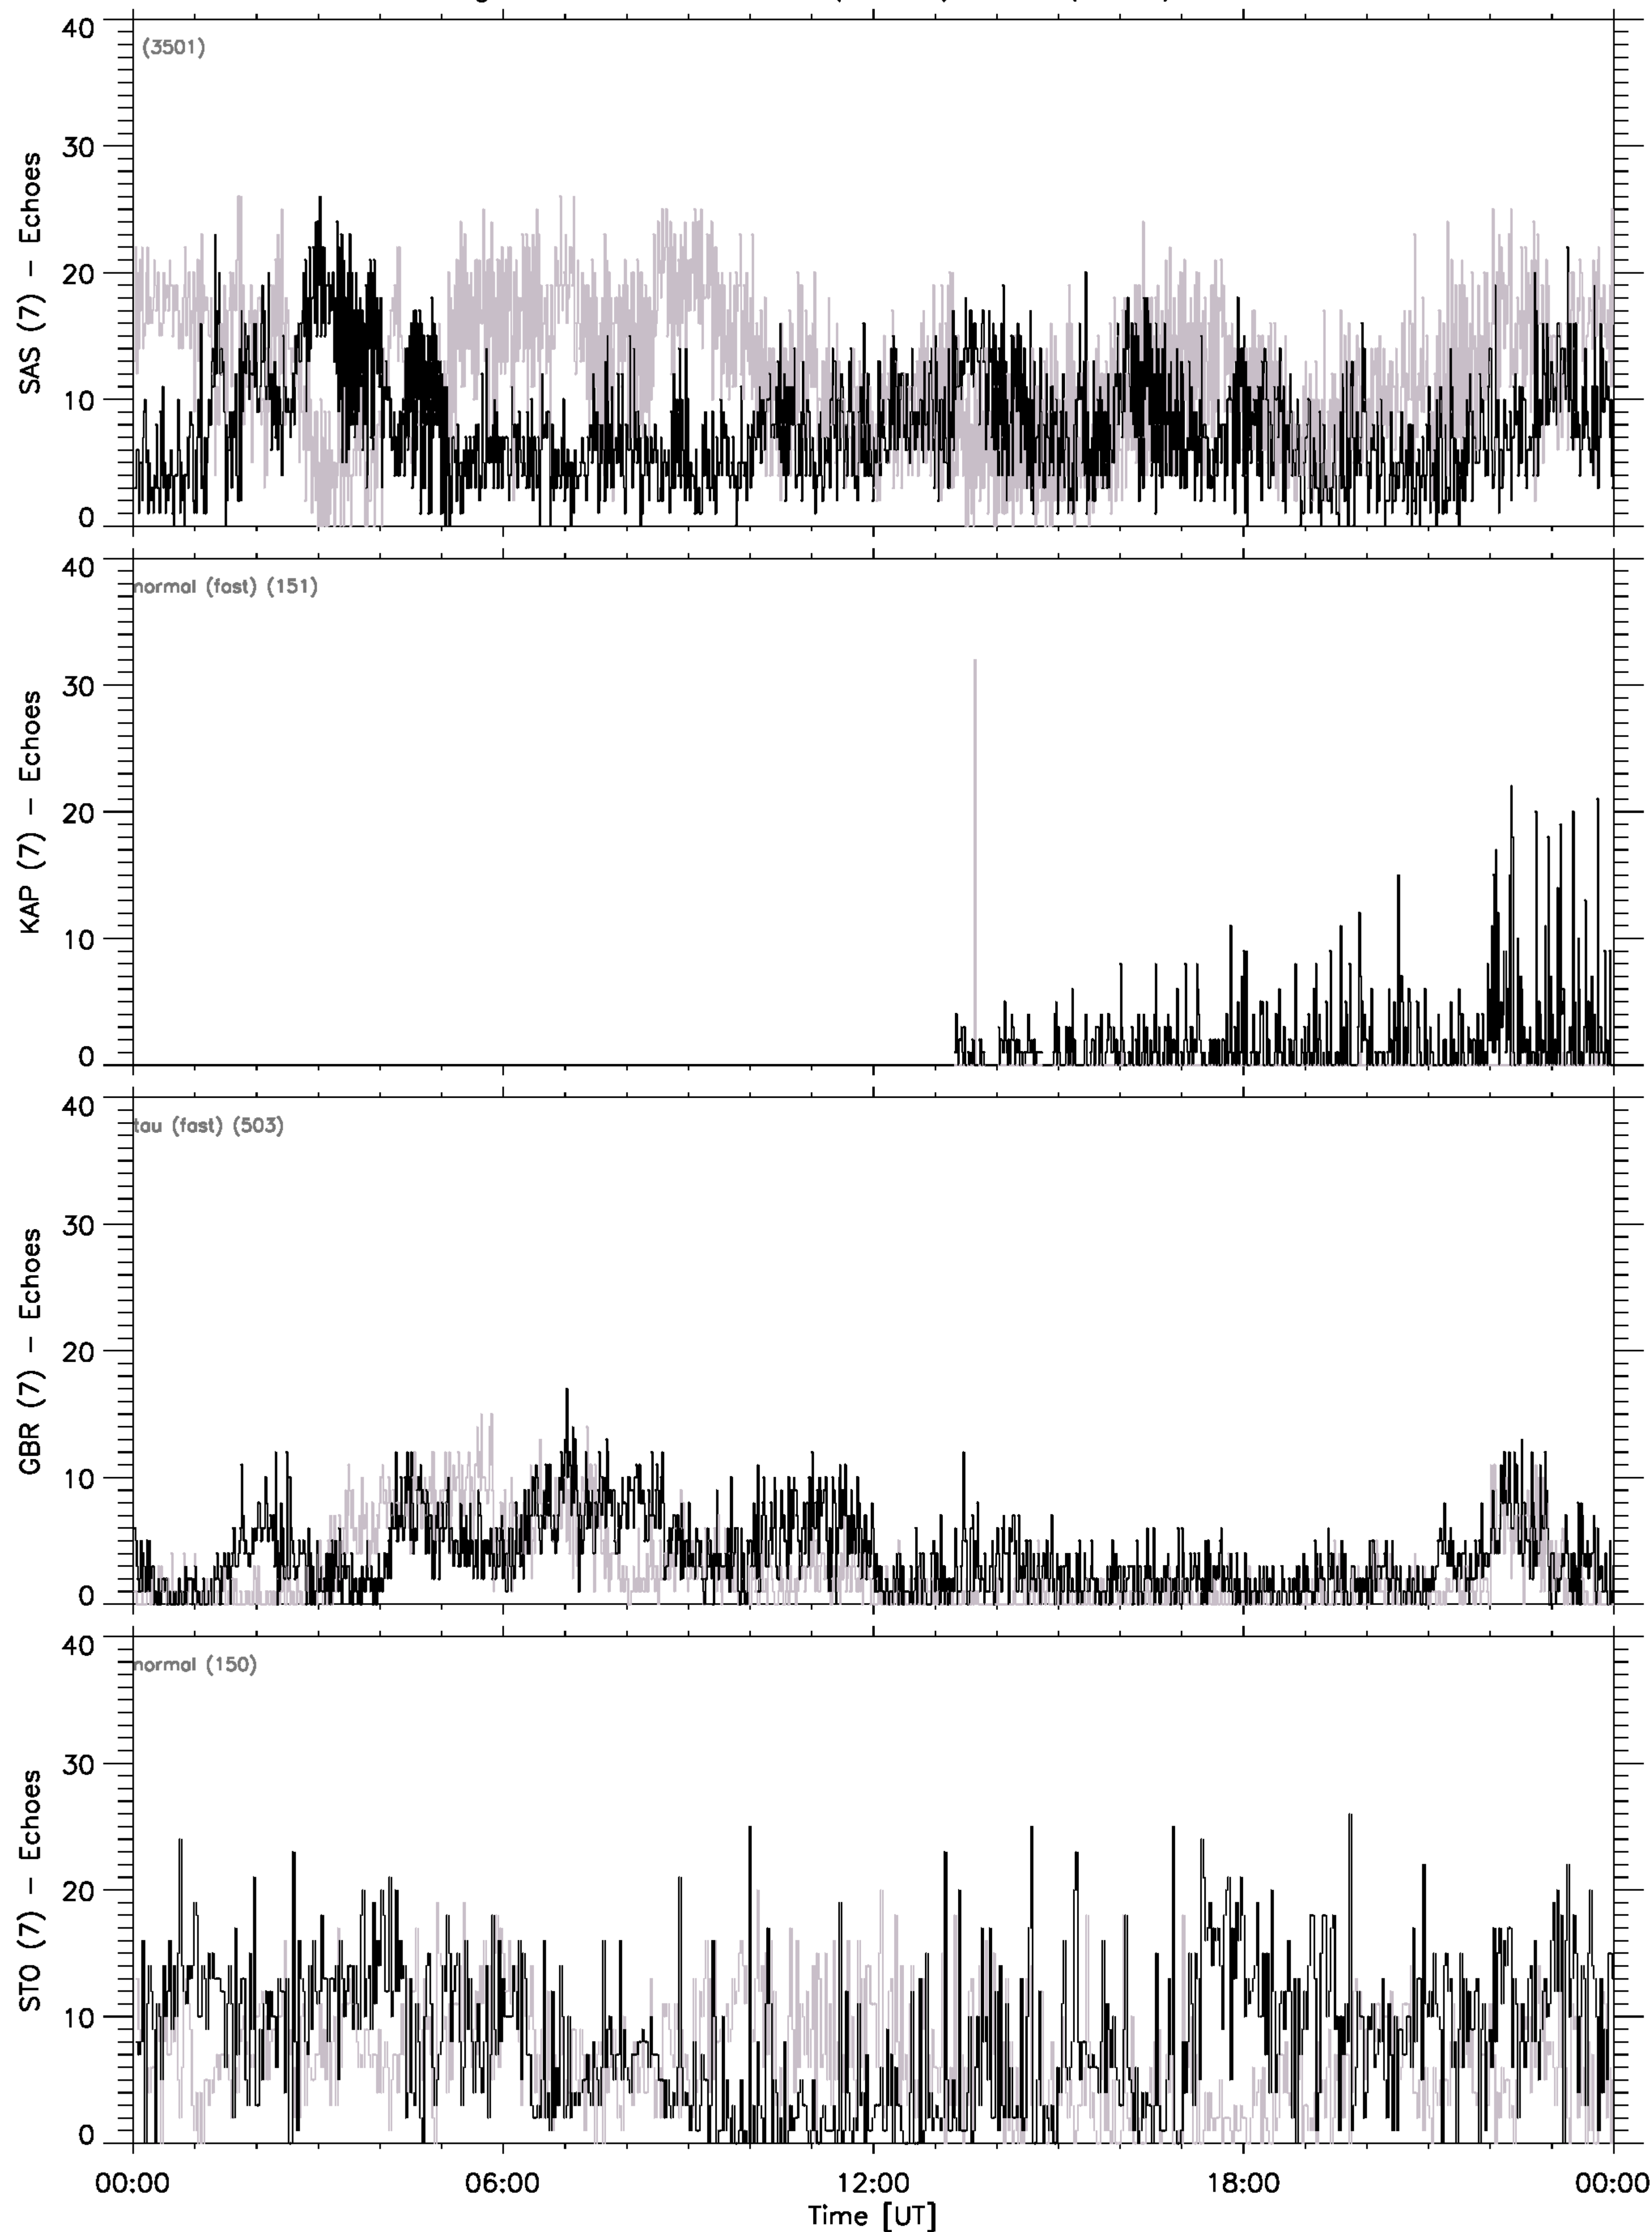 40
(3501)
30
20
10
0
SAS (7) − Echoes
40
normal (fast) (151)
30
20
10
0
KAP (7) − Echoes
40
tau (fast) (503)
30
20
10
0
GBR (7) − Echoes
40
normal (150)
30
20
10
0
STO (7) − Echoes
00:00 06:00 12:00 18:00 00:00
Time [UT]